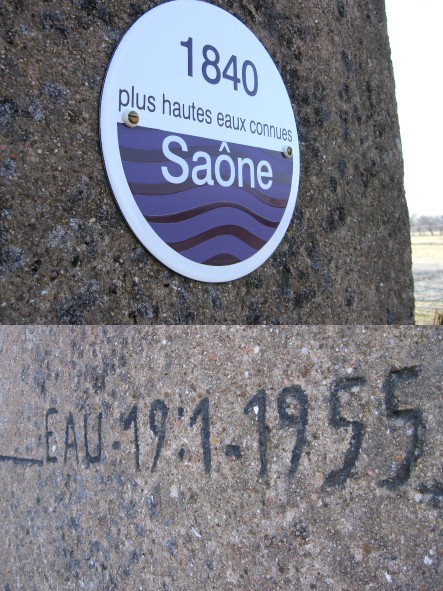 1840
plus hautes eaux connues
Saône
EAU.19:1.1955